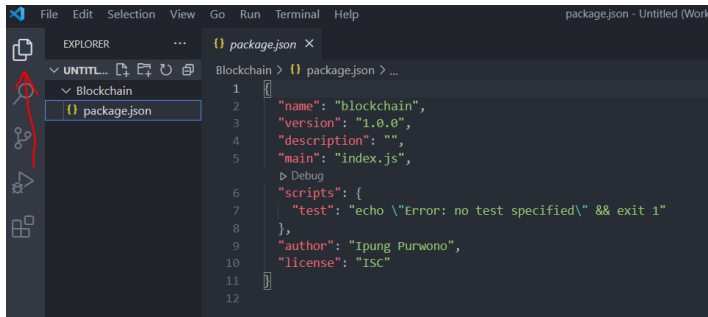 File Edit Selection View Go Run Terminal Help package.json - Untitled (Work
EXPLORER ... {} package.json ×
UNTITL... Blockchain > {} package.json > ...
Blockchain
{} package.json
1 {
2 "name": "blockchain",
3 "version": "1.0.0",
4 "description": "",
5 "main": "index.js",
Debug
6 "scripts": {
7 "test": "echo \"Error: no test specified\" && exit 1"
8 },
9 "author": "Ipung Purwono",
10 "license": "ISC"
11 }
12